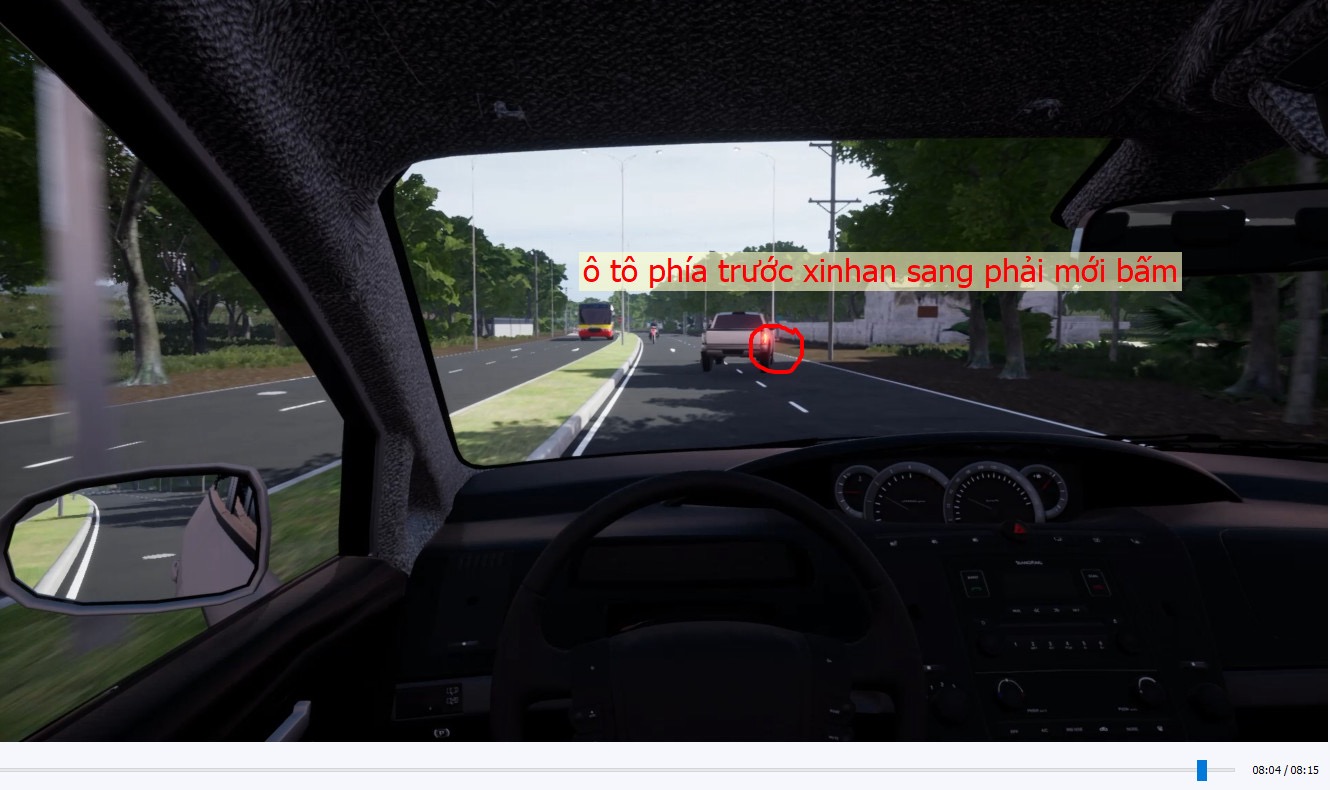 ô tô phía trước xinhan sang phải mới bấm
08:04 / 08:15